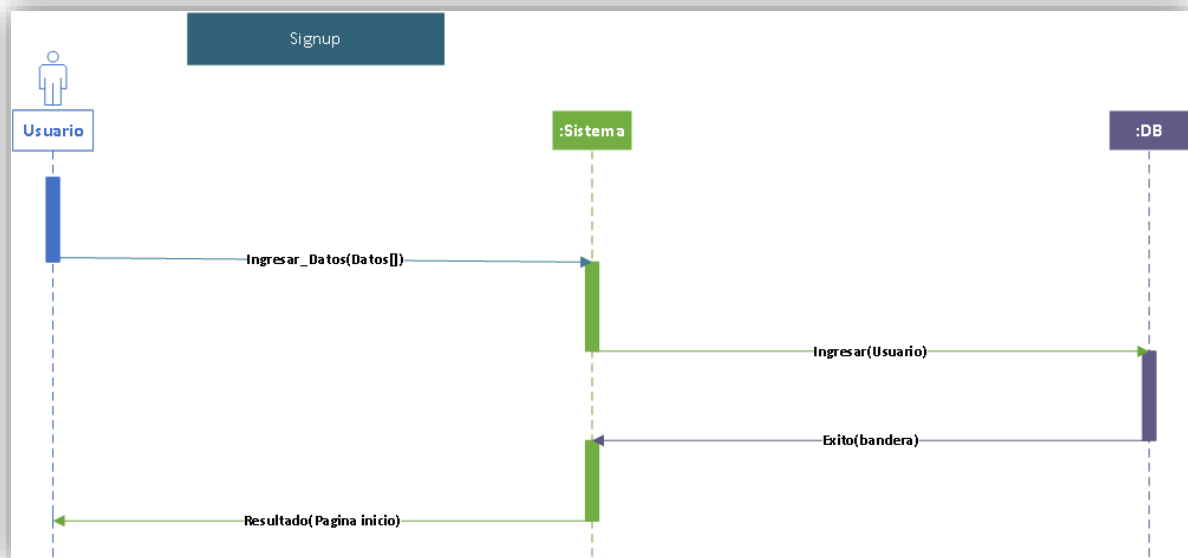 Signup
Usuario
:Sistema
:DB
Ingresar_Datos(Datos[])
Ingresar(Usuario)
Exito(bandera)
Resultado(Pagina inicio)